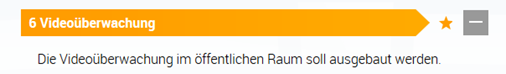 6 Videoüberwachung
Die Videoüberwachung im öffentlichen Raum soll ausgebaut werden.